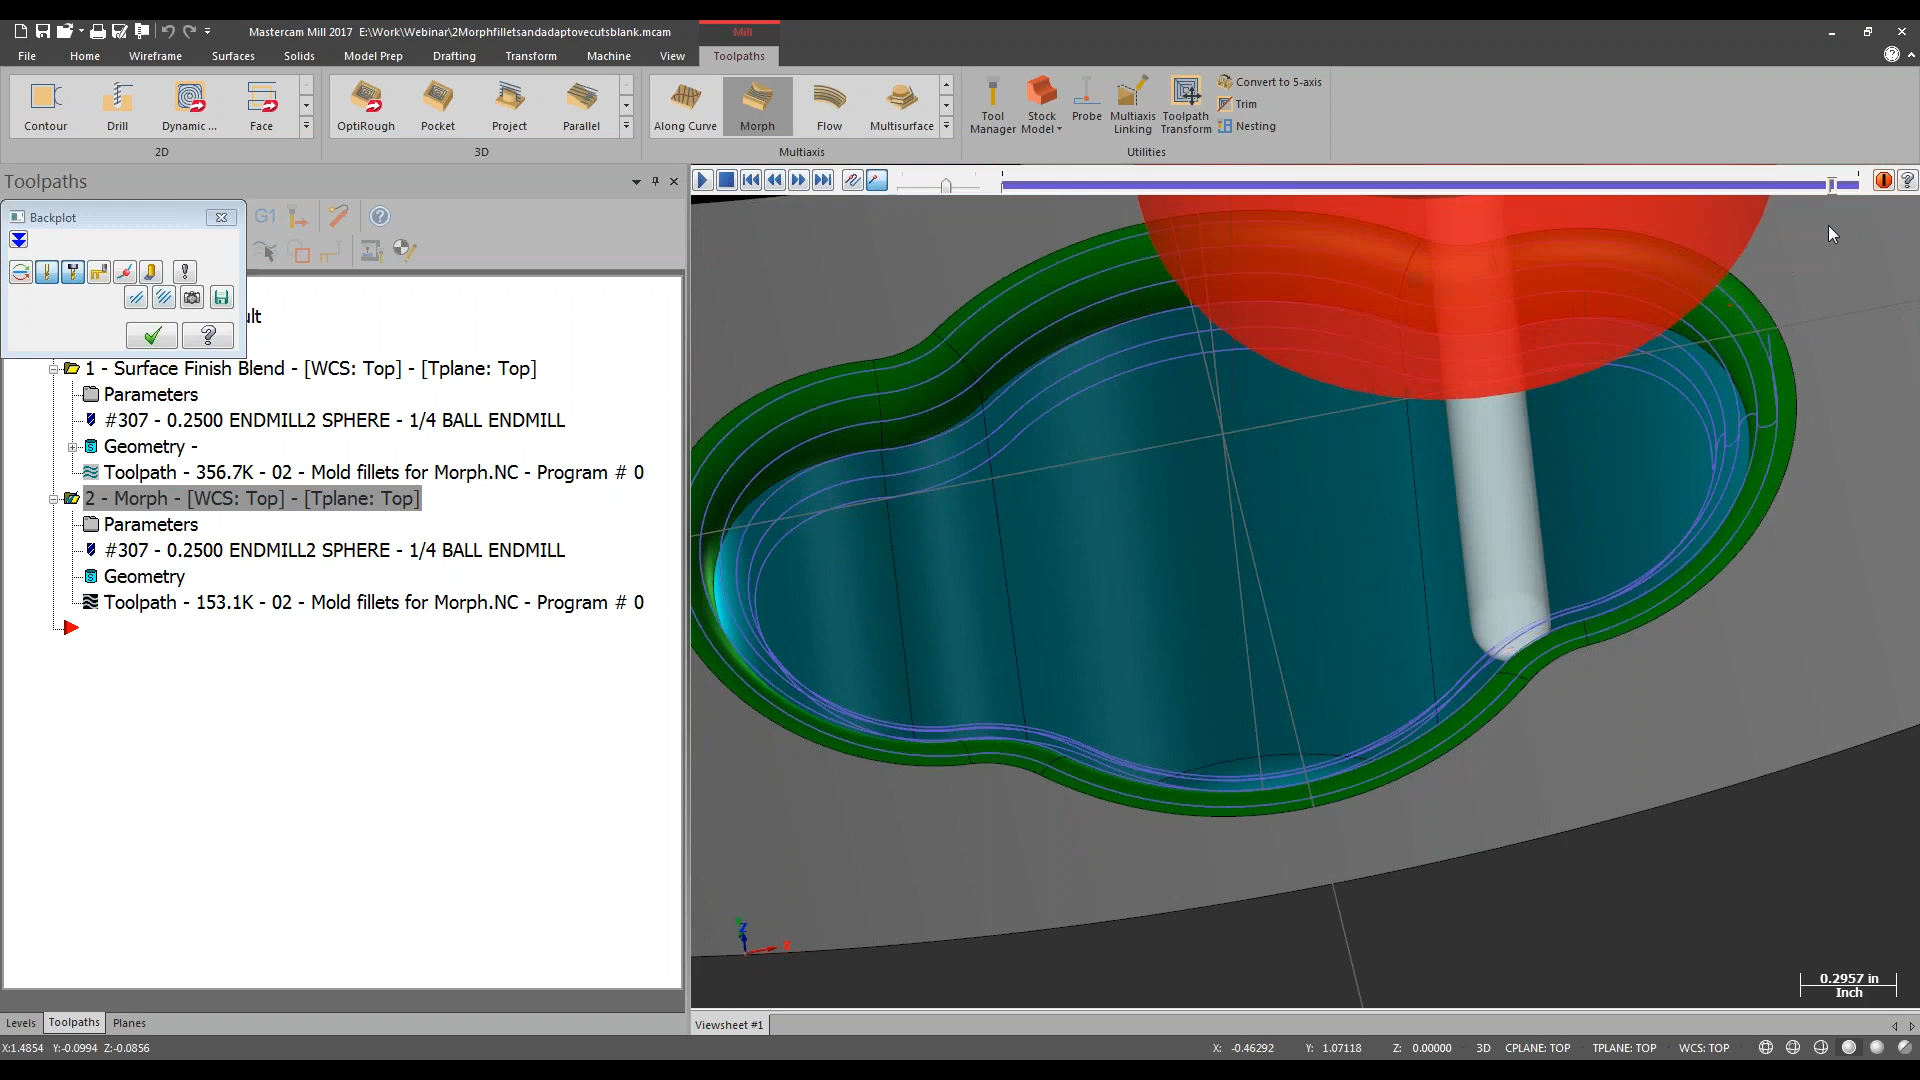 Mastercam Mill 2017 E:\Work\Webinar\2Morphfilletsandadaptovecutsblank.mcam
Mill
File Home Wireframe Surfaces Solids Model Prep Drafting Transform Machine View Toolpaths
Contour Drill Dynamic ... Face
2D
OptiRough Pocket Project Parallel
3D
Along Curve Morph Flow Multisurface
Multiaxis
Tool Manager
Stock Model
Probe
Multiaxis Linking
Toolpath Transform
Convert to 5-axis
Trim
Nesting
Utilities
Toolpaths
Backplot
G1
ult
1 - Surface Finish Blend - [WCS: Top] - [Tplane: Top]
Parameters
#307 - 0.2500 ENDMILL2 SPHERE - 1/4 BALL ENDMILL
Geometry -
Toolpath - 356.7K - 02 - Mold fillets for Morph.NC - Program # 0
2 - Morph - [WCS: Top] - [Tplane: Top]
Parameters
#307 - 0.2500 ENDMILL2 SPHERE - 1/4 BALL ENDMILL
Geometry
Toolpath - 153.1K - 02 - Mold fillets for Morph.NC - Program # 0
Z
X
0.2957 in
Inch
Levels Toolpaths Planes
Viewsheet #1
X:1.4854 Y:-0.0994 Z:-0.0856
X: -0.46292 Y: 1.07118 Z: 0.00000 3D CPLANE: TOP TPLANE: TOP WCS: TOP